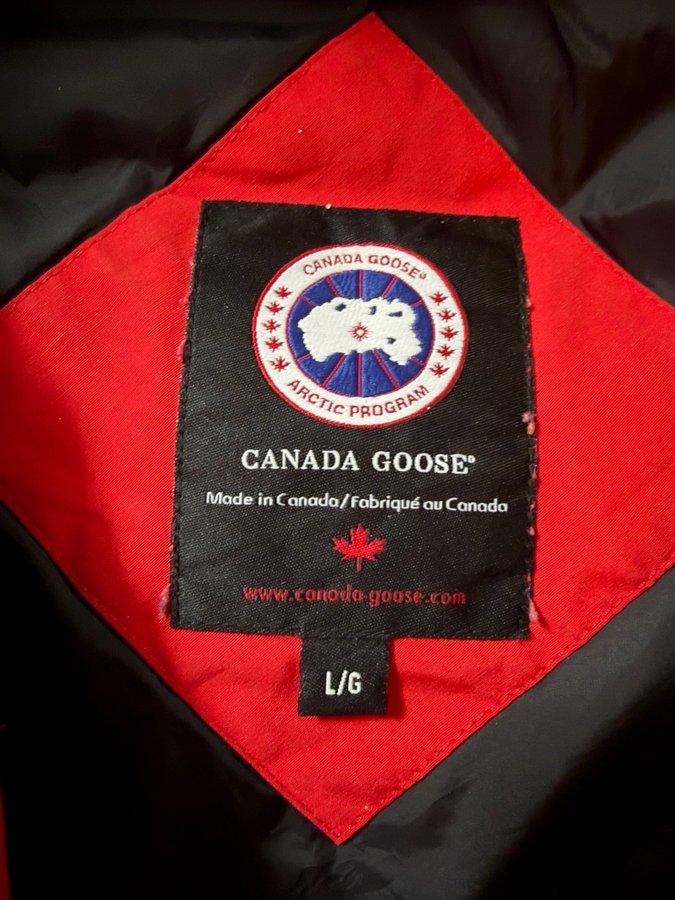 CANADA GOOSE®
ARCTIC PROGRAM
CANADA GOOSE®
Made in Canada/Fabriqué au Canada
www.canada-goose.com
L/G